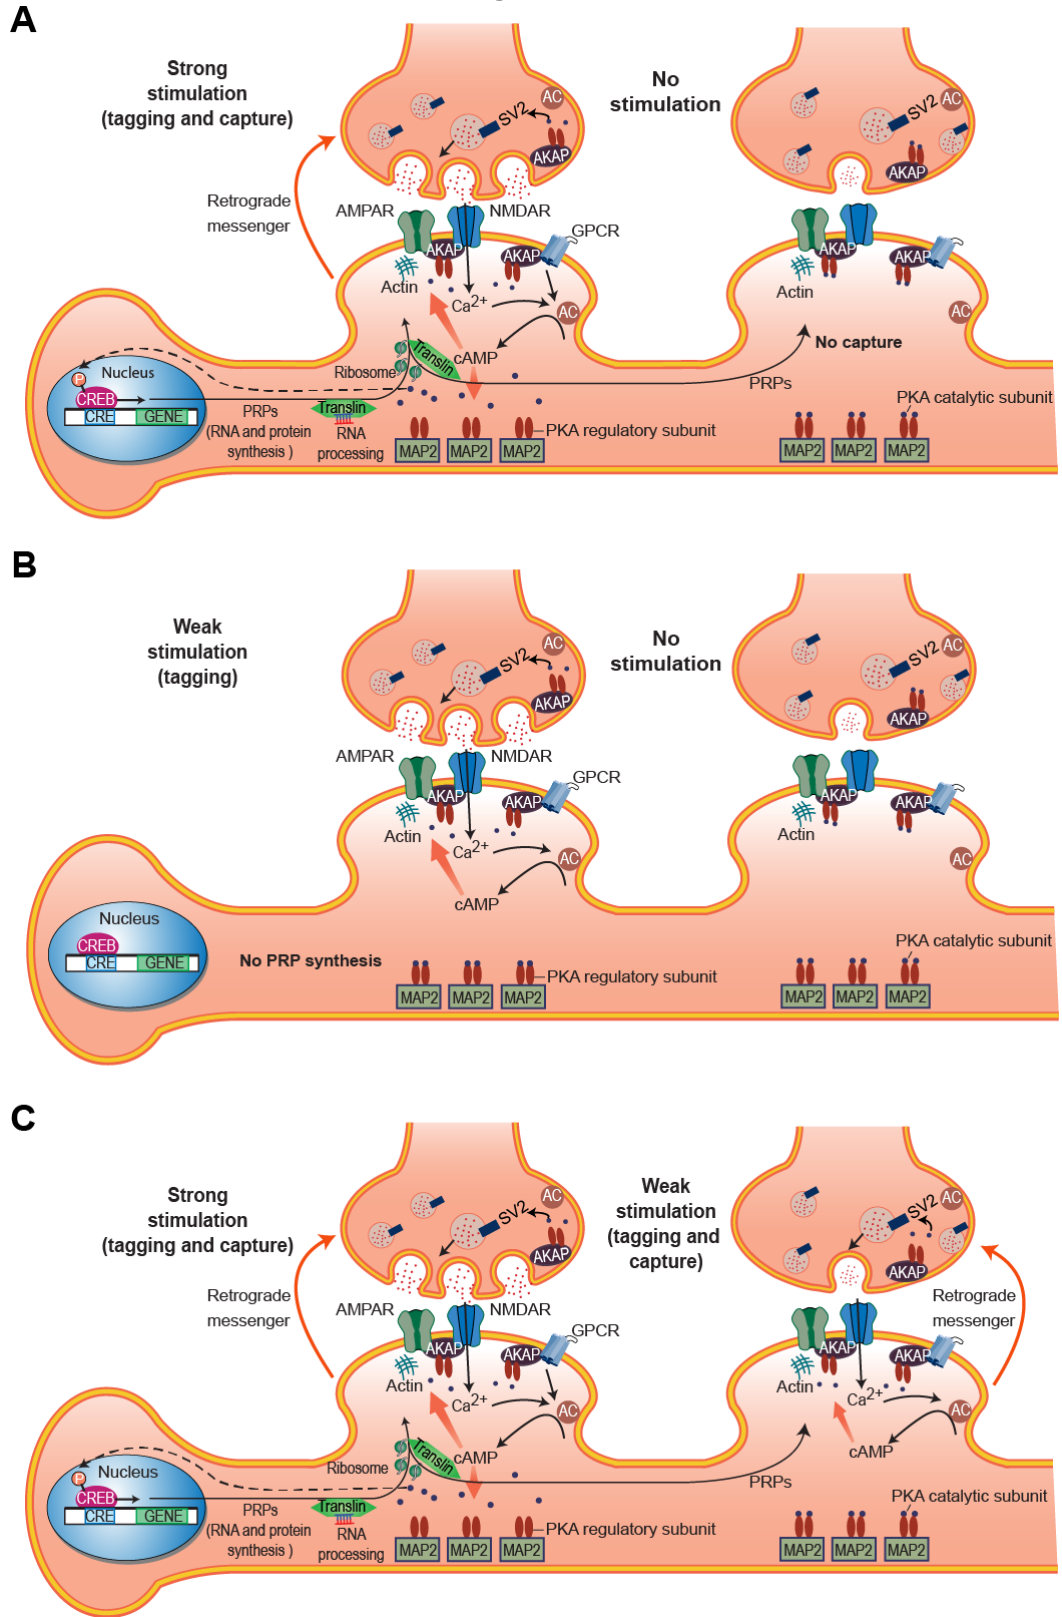 A
Strong
stimulation
(tagging and capture)
No
stimulation
SV2
AC
AKAP
SV2
AC
AKAP
Retrograde
messenger
AMPAR
NMDAR
GPCR
AKAP
AKAP
Actin
Ca2+
AC
AKAP
AKAP
Actin
AC
Translin
cAMP
Ribosome
No capture
PRPs
Nucleus
P
CREB
CRE
GENE
PRPs
(RNA and protein
synthesis )
Translin
RNA
processing
MAP2
MAP2
MAP2
PKA regulatory subunit
PKA catalytic subunit
MAP2
MAP2
MAP2
B
Weak
stimulation
(tagging)
No
stimulation
SV2
AC
AKAP
SV2
AC
AKAP
AMPAR
NMDAR
GPCR
AKAP
AKAP
Actin
Ca2+
AC
cAMP
AKAP
AKAP
Actin
AC
Nucleus
CREB
CRE
GENE
No PRP synthesis
MAP2
MAP2
MAP2
PKA regulatory subunit
PKA catalytic subunit
MAP2
MAP2
MAP2
C
Strong
stimulation
(tagging and capture)
Weak
stimulation
(tagging and
capture)
SV2
AC
AKAP
SV2
AC
AKAP
Retrograde
messenger
AMPAR
NMDAR
GPCR
Retrograde
messenger
AKAP
AKAP
Actin
Ca2+
AC
AKAP
AKAP
Actin
Ca2+
AC
cAMP
Translin
cAMP
Ribosome
PRPs
Nucleus
P
CREB
CRE
GENE
PRPs
(RNA and protein
synthesis )
Translin
RNA
processing
MAP2
MAP2
MAP2
PKA regulatory subunit
PKA catalytic subunit
MAP2
MAP2
MAP2